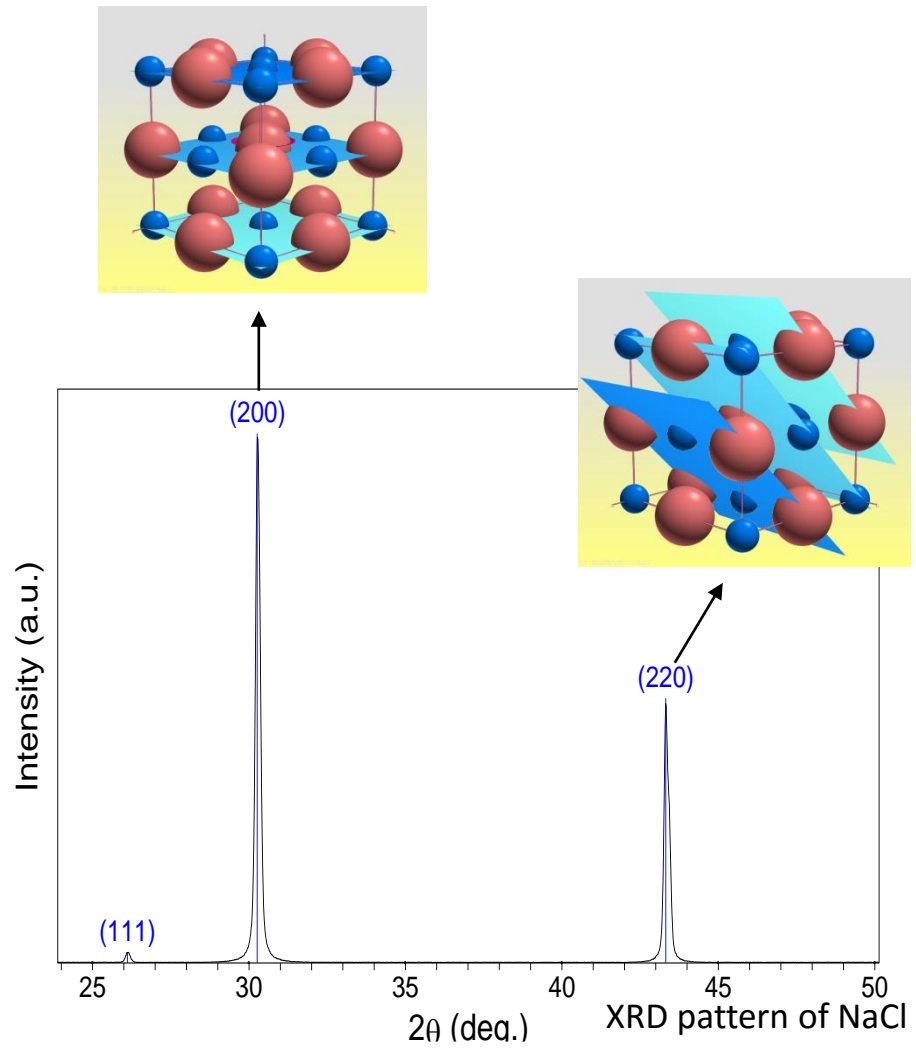 (200)
(220)
(111)
Intensity (a.u.)
25 30 35 40 45 50
2θ (deg.)
XRD pattern of NaCl